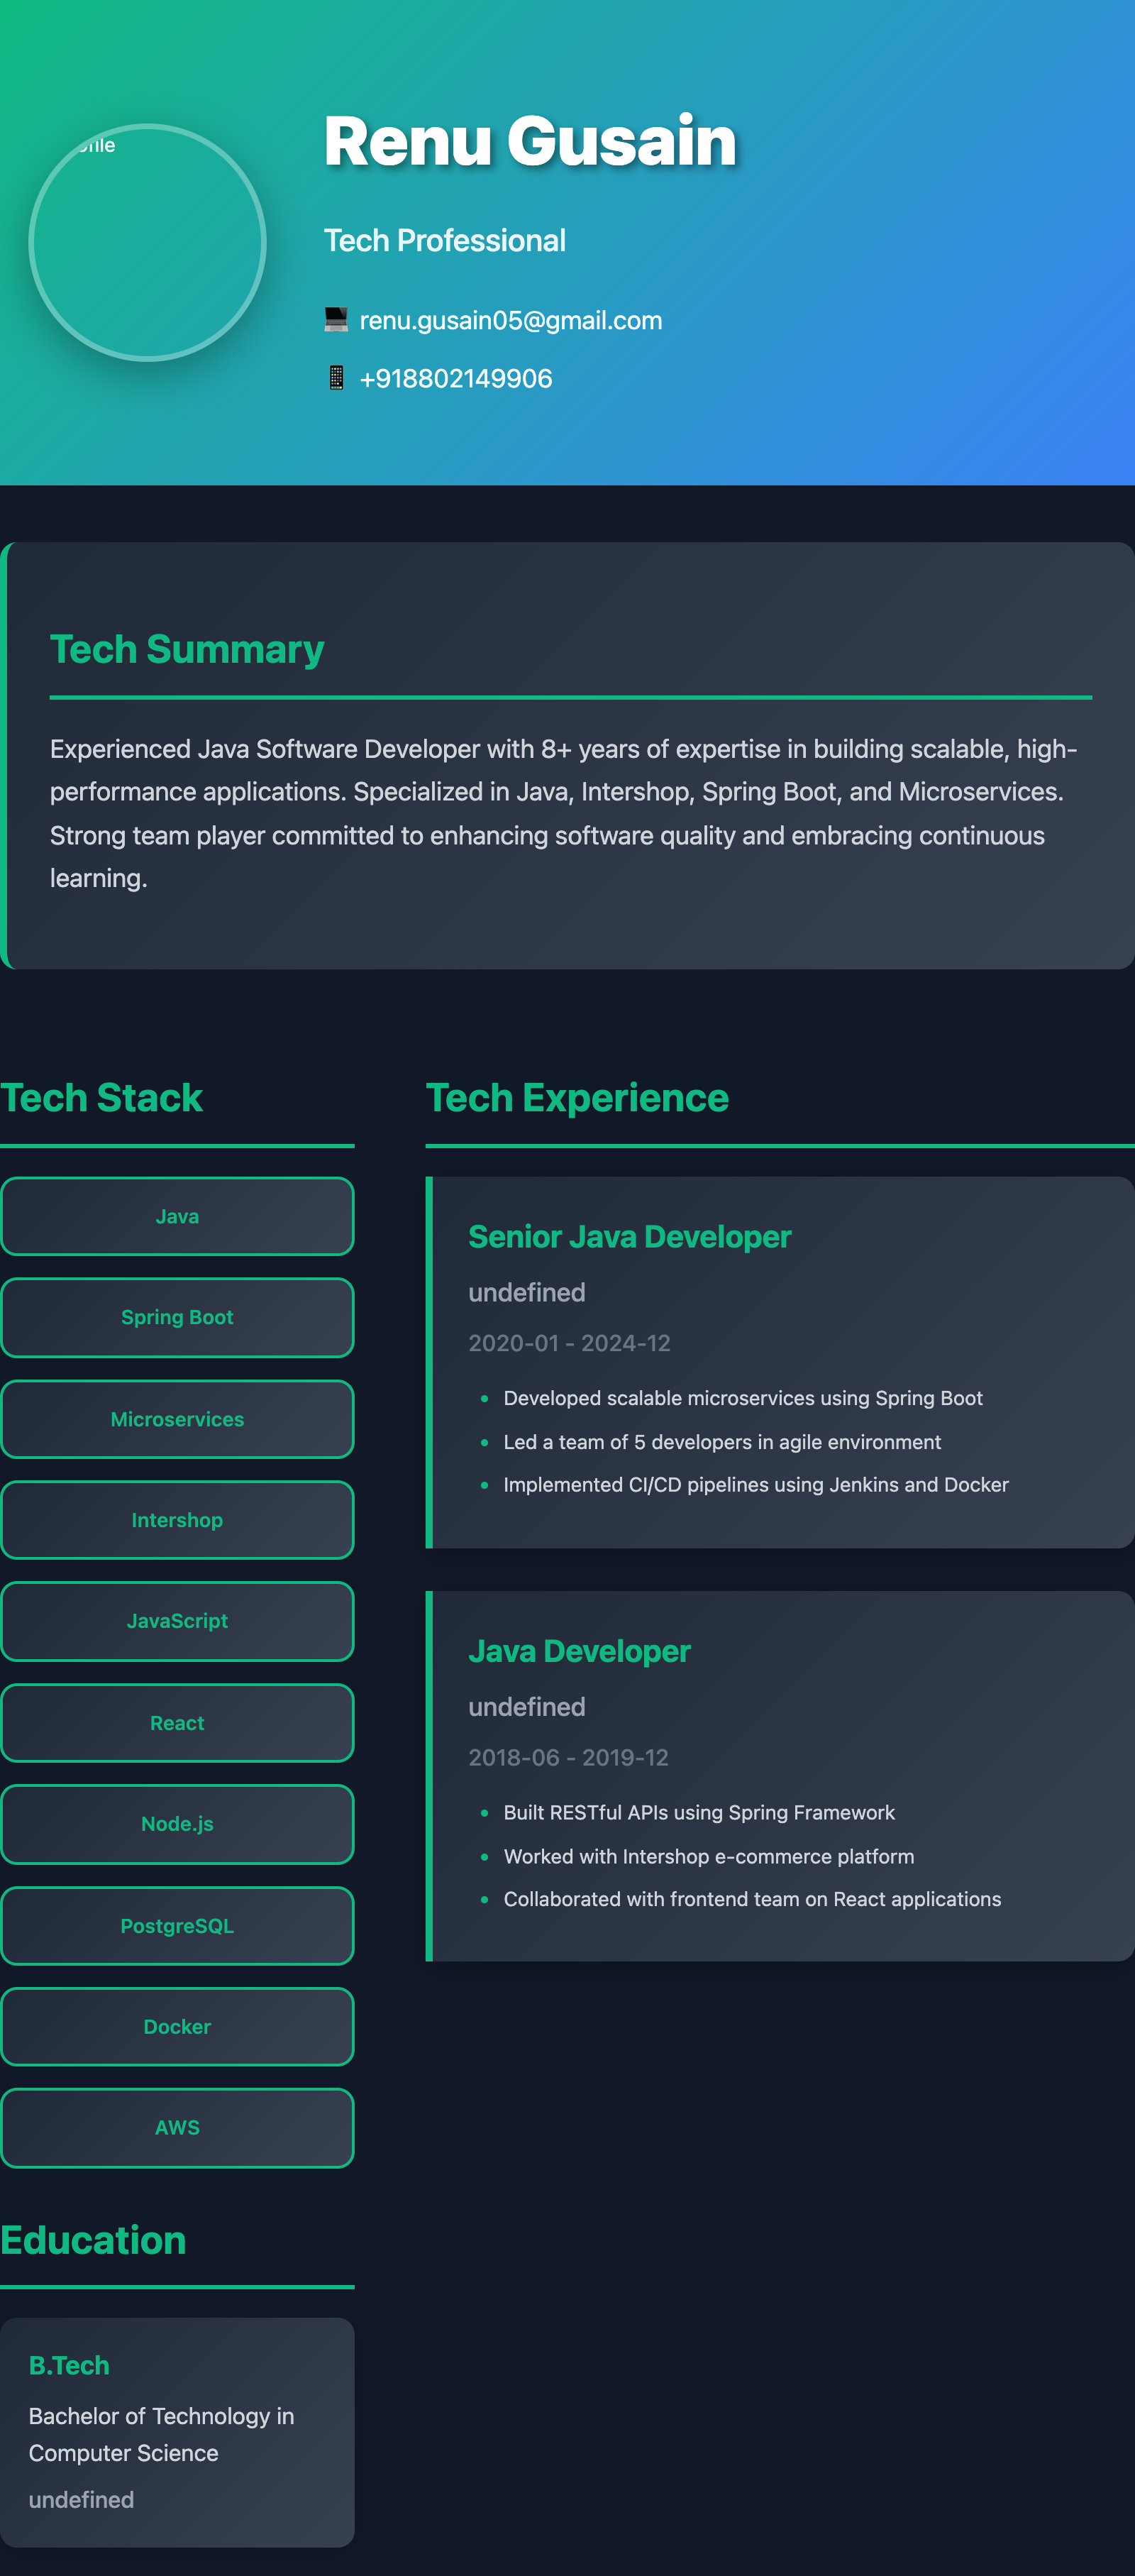 Renu Gusain
Tech Professional
💻 renu.gusain05@gmail.com
📱 +918802149906
Tech Summary
Experienced Java Software Developer with 8+ years of expertise in building scalable, high-
performance applications. Specialized in Java, Intershop, Spring Boot, and Microservices.
Strong team player committed to enhancing software quality and embracing continuous
learning.
Tech Stack
Java
Spring Boot
Microservices
Intershop
JavaScript
React
Node.js
PostgreSQL
Docker
AWS
Education
B.Tech
Bachelor of Technology in
Computer Science
undefined
Tech Experience
Senior Java Developer
undefined
2020-01 - 2024-12
• Developed scalable microservices using Spring Boot
• Led a team of 5 developers in agile environment
• Implemented CI/CD pipelines using Jenkins and Docker
Java Developer
undefined
2018-06 - 2019-12
• Built RESTful APIs using Spring Framework
• Worked with Intershop e-commerce platform
• Collaborated with frontend team on React applications